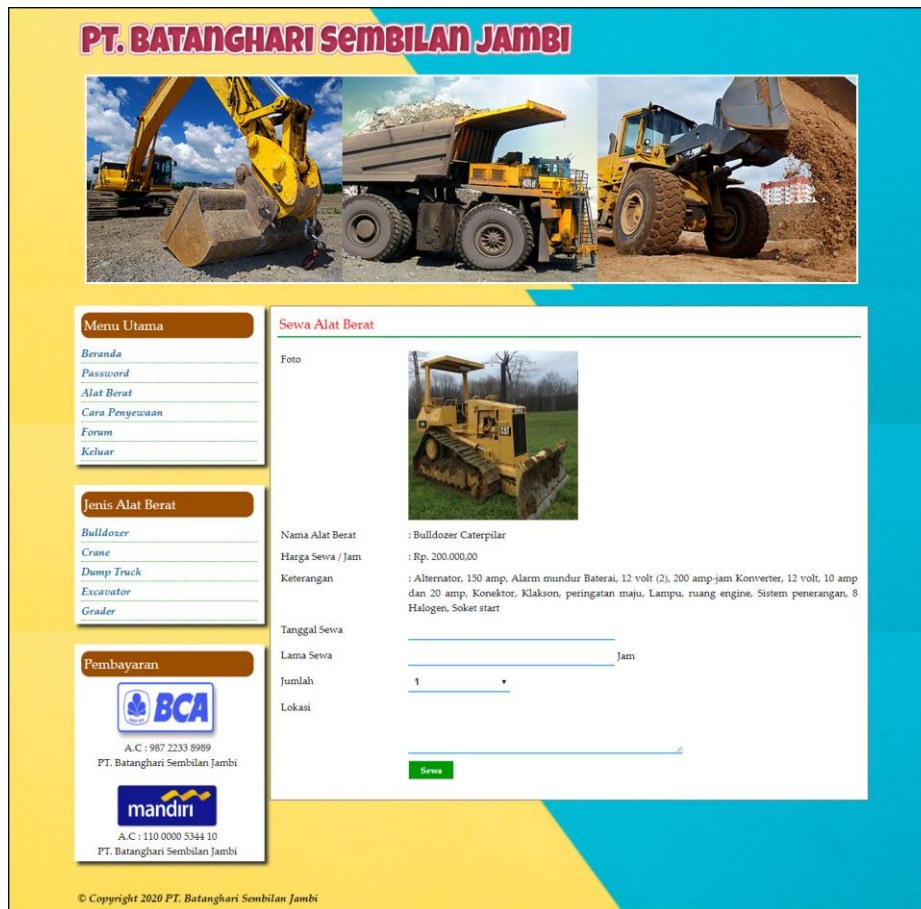 PT. BATANGHARI SEMBILAN JAMBI
Menu Utama
Beranda
Password
Alat Berat
Cara Penyewaan
Forum
Keluar
Jenis Alat Berat
Bulldozer
Crane
Dump Truck
Excavator
Grader
Pembayaran
BCA
A.C : 987 2233 8989
PT. Batanghari Sembilan Jambi
mandiri
A.C : 110 0000 5344 10
PT. Batanghari Sembilan Jambi
Sewa Alat Berat
Foto
Nama Alat Berat : Bulldozer Caterpilar
Harga Sewa / Jam : Rp. 200.000,00
Keterangan : Alternator, 150 amp, Alarm mundur Baterai, 12 volt (2), 200 amp-jam Konverter, 12 volt, 10 amp
dan 20 amp, Konektor, Klakson, peringatan maju, Lampu, ruang engine, Sistem penerangan, 8
Halogen, Soket start
Tanggal Sewa
Lama Sewa Jam
Jumlah 1
Lokasi
Sewa
© Copyright 2020 PT. Batanghari Sembilan Jambi